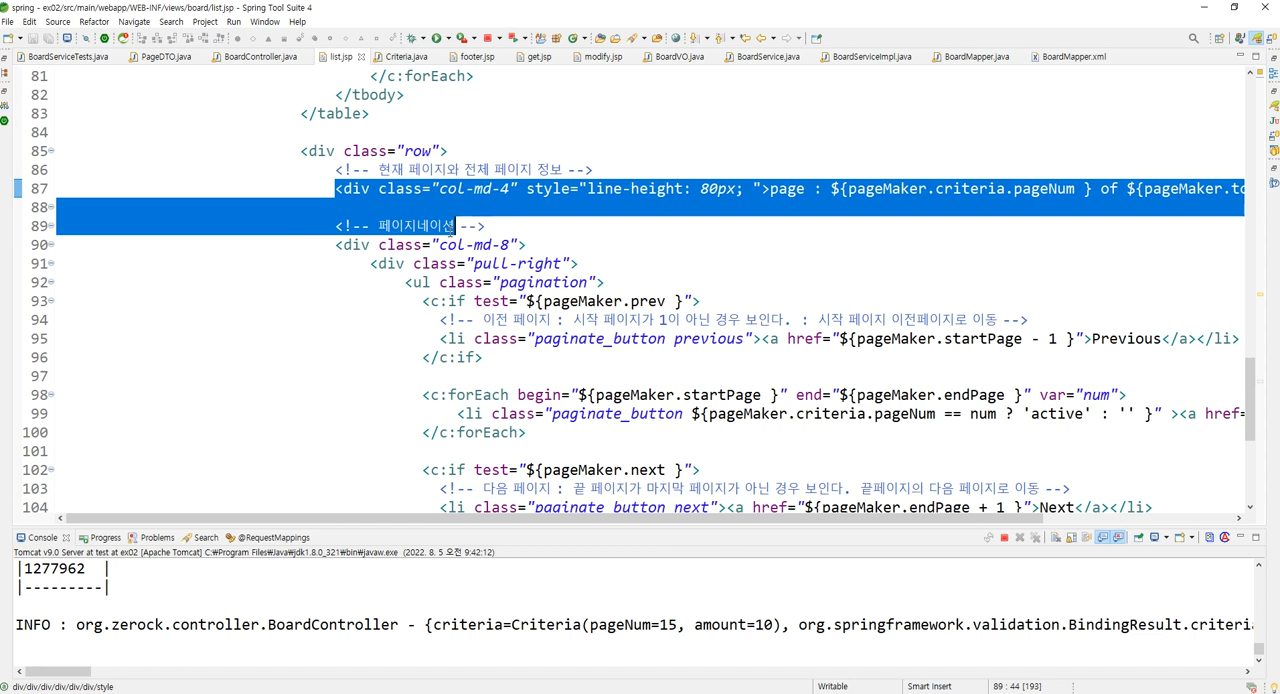 spring - ex02/src/main/webapp/WEB-INF/views/board/list.jsp - Spring Tool Suite 4
File Edit Source Refactor Navigate Search Project Run Window Help
BoardServiceTests.java PageDTO.java BoardController.java list.jsp Criteria.java footer.jsp get.jsp modify.jsp BoardVO.java BoardService.java BoardServiceImpl.java BoardMapper.java BoardMapper.xml
81 </c:forEach>
82 </tbody>
83 </table>
84
85 <div class="row">
86 <!-- 현재 페이지와 전체 페이지 정보 -->
87 <div class="col-md-4" style="line-height: 80px; ">page : ${pageMaker.criteria.pageNum } of ${pageMaker.to
88
89 <!-- 페이지네이션 -->
90 <div class="col-md-8">
91 <div class="pull-right">
92 <ul class="pagination">
93 <c:if test="${pageMaker.prev }">
94 <!-- 이전 페이지 : 시작 페이지가 1이 아닌 경우 보인다. : 시작 페이지 이전페이지로 이동 -->
95 <li class="paginate_button previous"><a href="${pageMaker.startPage - 1 }">Previous</a></li>
96 </c:if>
97
98 <c:forEach begin="${pageMaker.startPage }" end="${pageMaker.endPage }" var="num">
99 <li class="paginate_button ${pageMaker.criteria.pageNum == num ? 'active' : '' }" ><a href=
100 </c:forEach>
101
102 <c:if test="${pageMaker.next }">
103 <!-- 다음 페이지 : 끝 페이지가 마지막 페이지가 아닌 경우 보인다. 끝페이지의 다음 페이지로 이동 -->
104 <li class="paginate_button next"><a href="${pageMaker.endPage + 1 }">Next</a></li>
Console Progress Problems Search @RequestMappings
Tomcat v9.0 Server at test at ex02 [Apache Tomcat] C:₩Program Files₩Java₩jdk1.8.0_321₩bin₩javaw.exe (2022. 8. 5 오전 9:42:12)
|1277962 |
|---------|
INFO : org.zerock.controller.BoardController - {criteria=Criteria(pageNum=15, amount=10), org.springframework.validation.BindingResult.criteria
div/div/div/div/div/div/style Writable Smart Insert 89 : 44 [193]